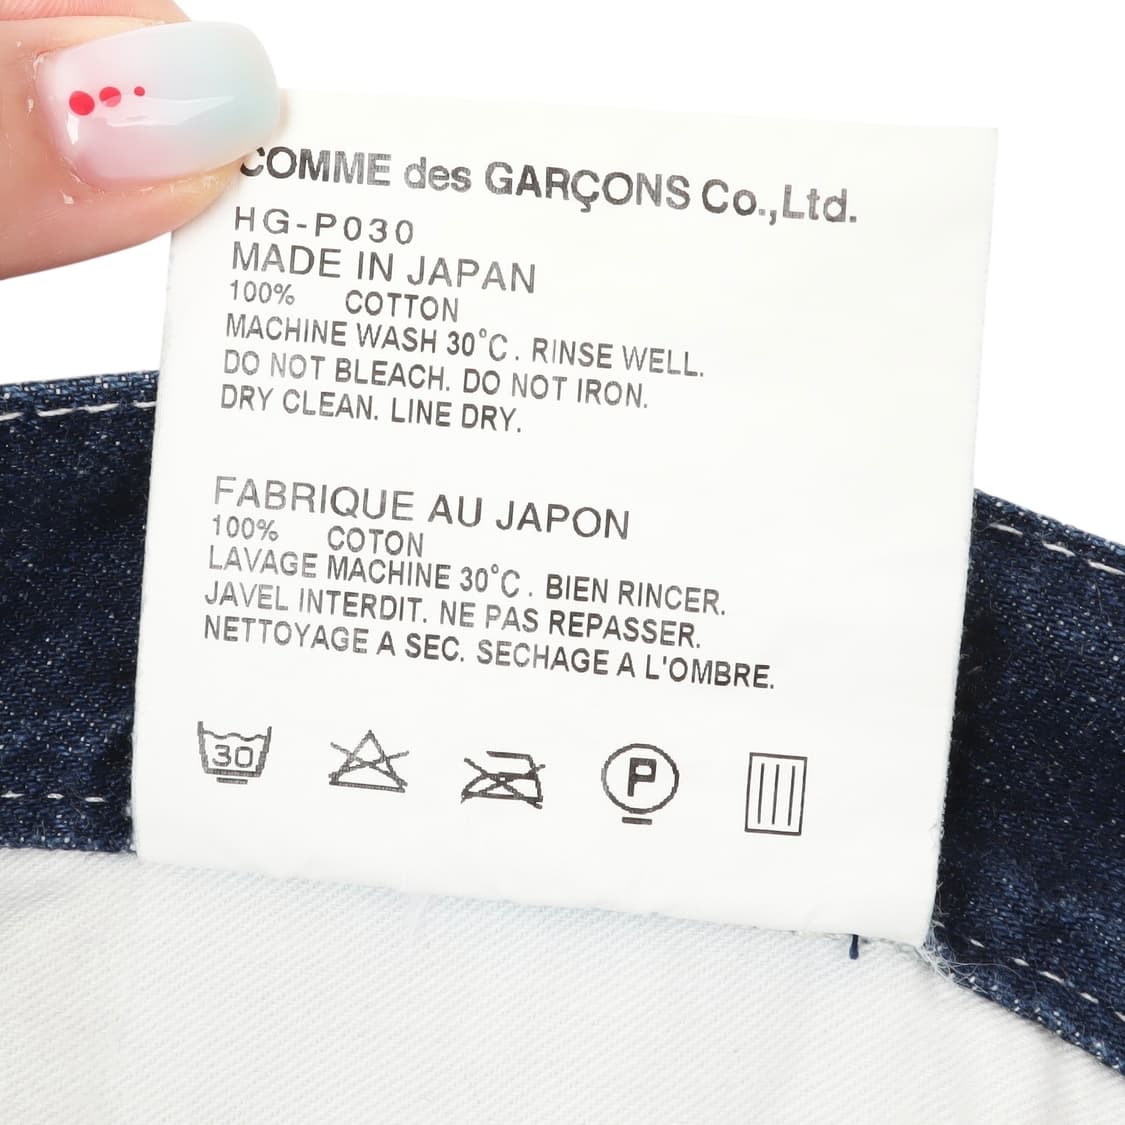 COMME des GARÇONS Co.,Ltd.
HG-P030
MADE IN JAPAN
100% COTTON
MACHINE WASH 30°C. RINSE WELL.
DO NOT BLEACH. DO NOT IRON.
DRY CLEAN. LINE DRY.
FABRIQUE AU JAPON
100% COTON
LAVAGE MACHINE 30°C. BIEN RINCER.
JAVEL INTERDIT. NE PAS REPASSER.
NETTOYAGE A SEC. SECHAGE A L'OMBRE.
30 P